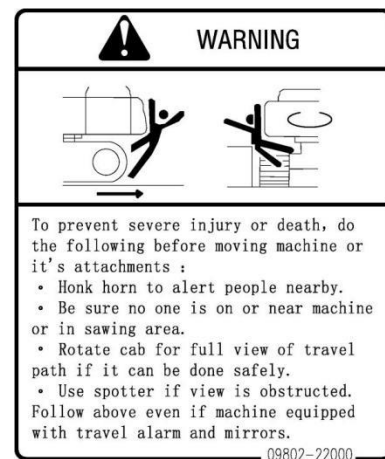 WARNING
To prevent severe injury or death, do
the following before moving machine or
it's attachments :
• Honk horn to alert people nearby.
• Be sure no one is on or near machine
or in sawing area.
• Rotate cab for full view of travel
path if it can be done safely.
• Use spotter if view is obstructed.
Follow above even if machine equipped
with travel alarm and mirrors.
09802-22000